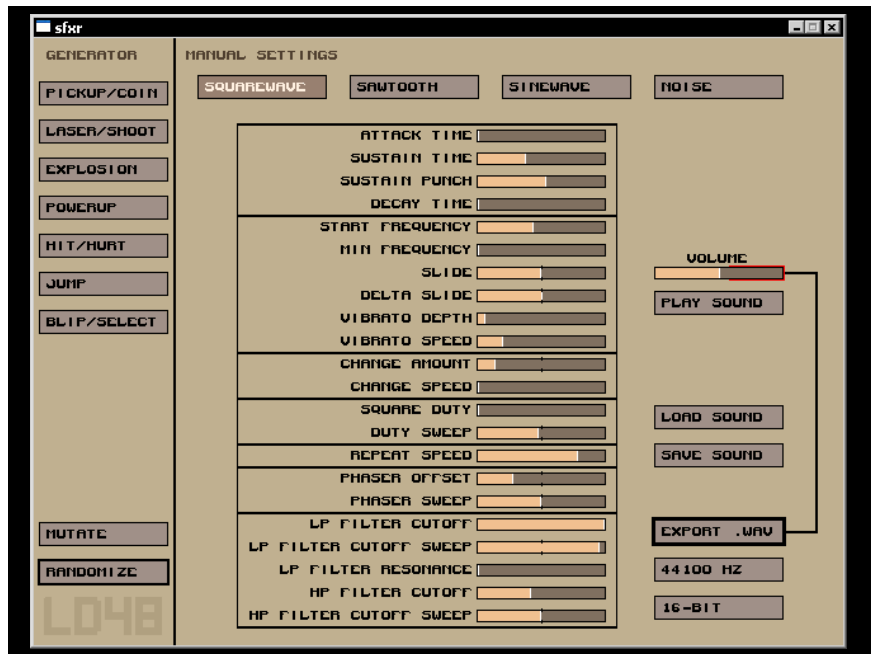 sfxr
GENERATOR
PICKUP/COIN
LASER/SHOOT
EXPLOSION
POWERUP
HIT/HURT
JUMP
BLIP/SELECT
MUTATE
RANDOMIZE
LD48
MANUAL SETTINGS
SQUAREWAVE SAWTOOTH SINEWAVE NOISE
ATTACK TIME
SUSTAIN TIME
SUSTAIN PUNCH
DECAY TIME
START FREQUENCY
MIN FREQUENCY
SLIDE
DELTA SLIDE
VIBRATO DEPTH
VIBRATO SPEED
CHANGE AMOUNT
CHANGE SPEED
SQUARE DUTY
DUTY SWEEP
REPEAT SPEED
PHASER OFFSET
PHASER SWEEP
LP FILTER CUTOFF
LP FILTER CUTOFF SWEEP
LP FILTER RESONANCE
HP FILTER CUTOFF
HP FILTER CUTOFF SWEEP
VOLUME
PLAY SOUND
LOAD SOUND
SAVE SOUND
EXPORT .WAV
44100 HZ
16-BIT